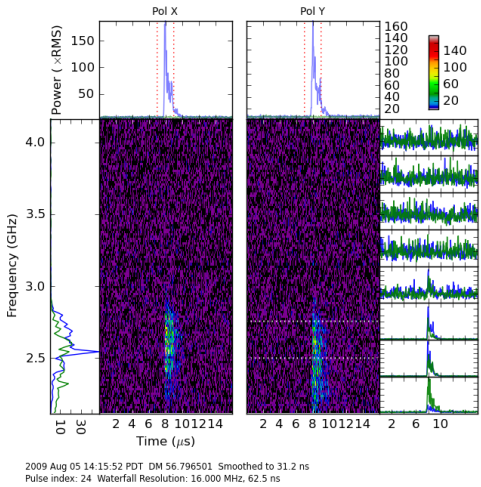 Pol X
Pol Y
Power (×RMS)
150
100
50
160
140
120
100
80
60
40
20
140
100
60
20
Frequency (GHz)
4.0
3.5
3.0
2.5
10 30
2 4 6 8 10 12 14
2 4 6 8 10 12 14
2 6 10
Time (μs)
2009 Aug 05 14:15:52 PDT DM 56.796501 Smoothed to 31.2 ns
Pulse index: 24 Waterfall Resolution: 16.000 MHz, 62.5 ns